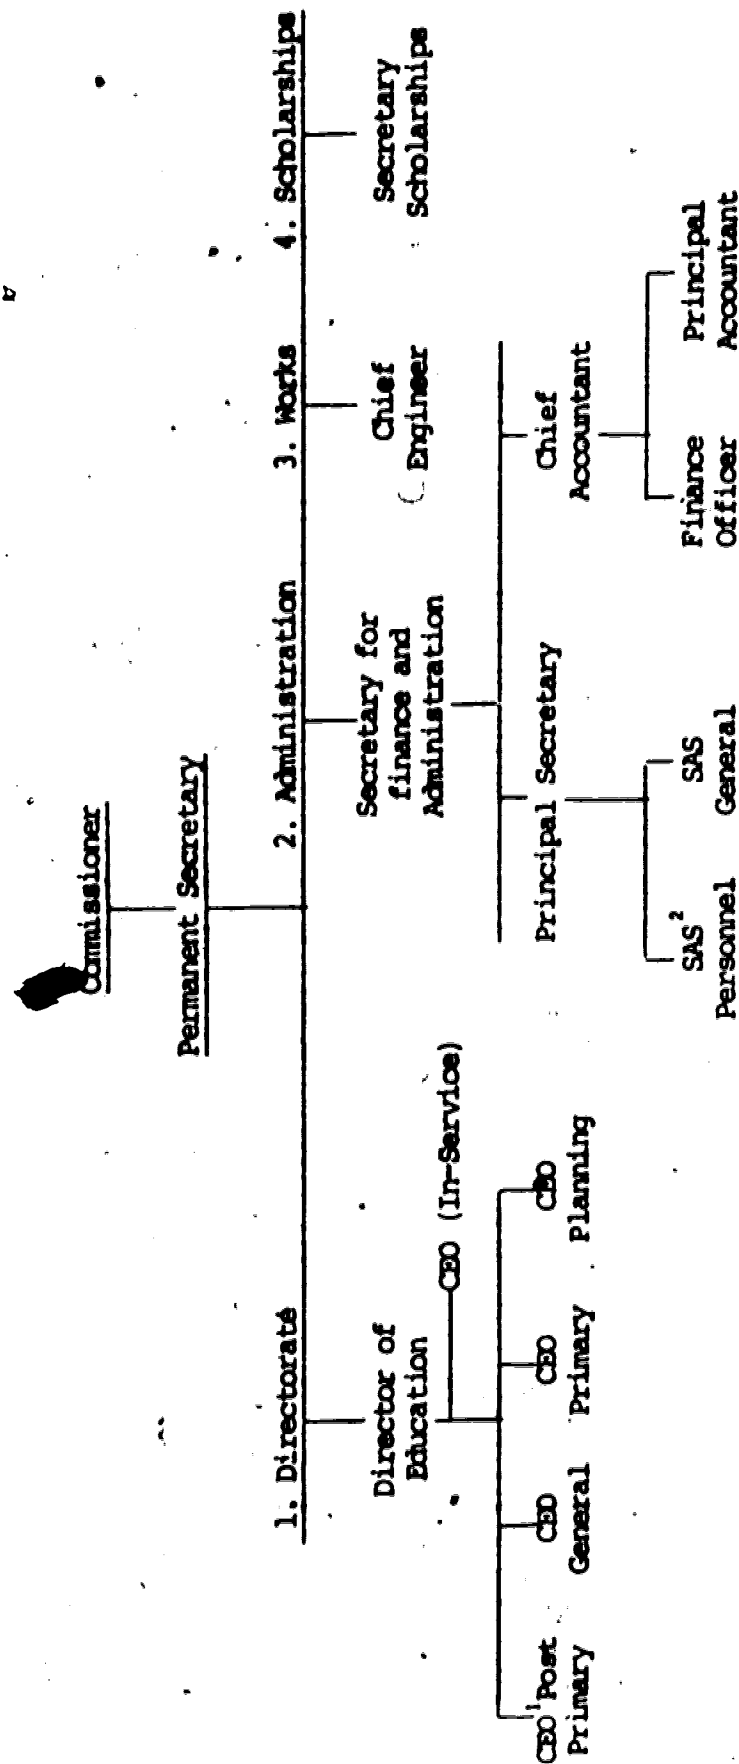 Commissioner
Permanent Secretary
1. Directorate 2. Administration 3. Works 4. Scholarships
Director of
Education
Secretary for
finance and
Administration
Chief
Engineer
Secretary
Scholarships
CEO (In-Service)
CEO¹ Post
Primary
CEO
General
CEO
Primary
CEO
Planning
Principal Secretary
Chief
Accountant
SAS²
Personnel
SAS
General
Finance
Officer
Principal
Accountant